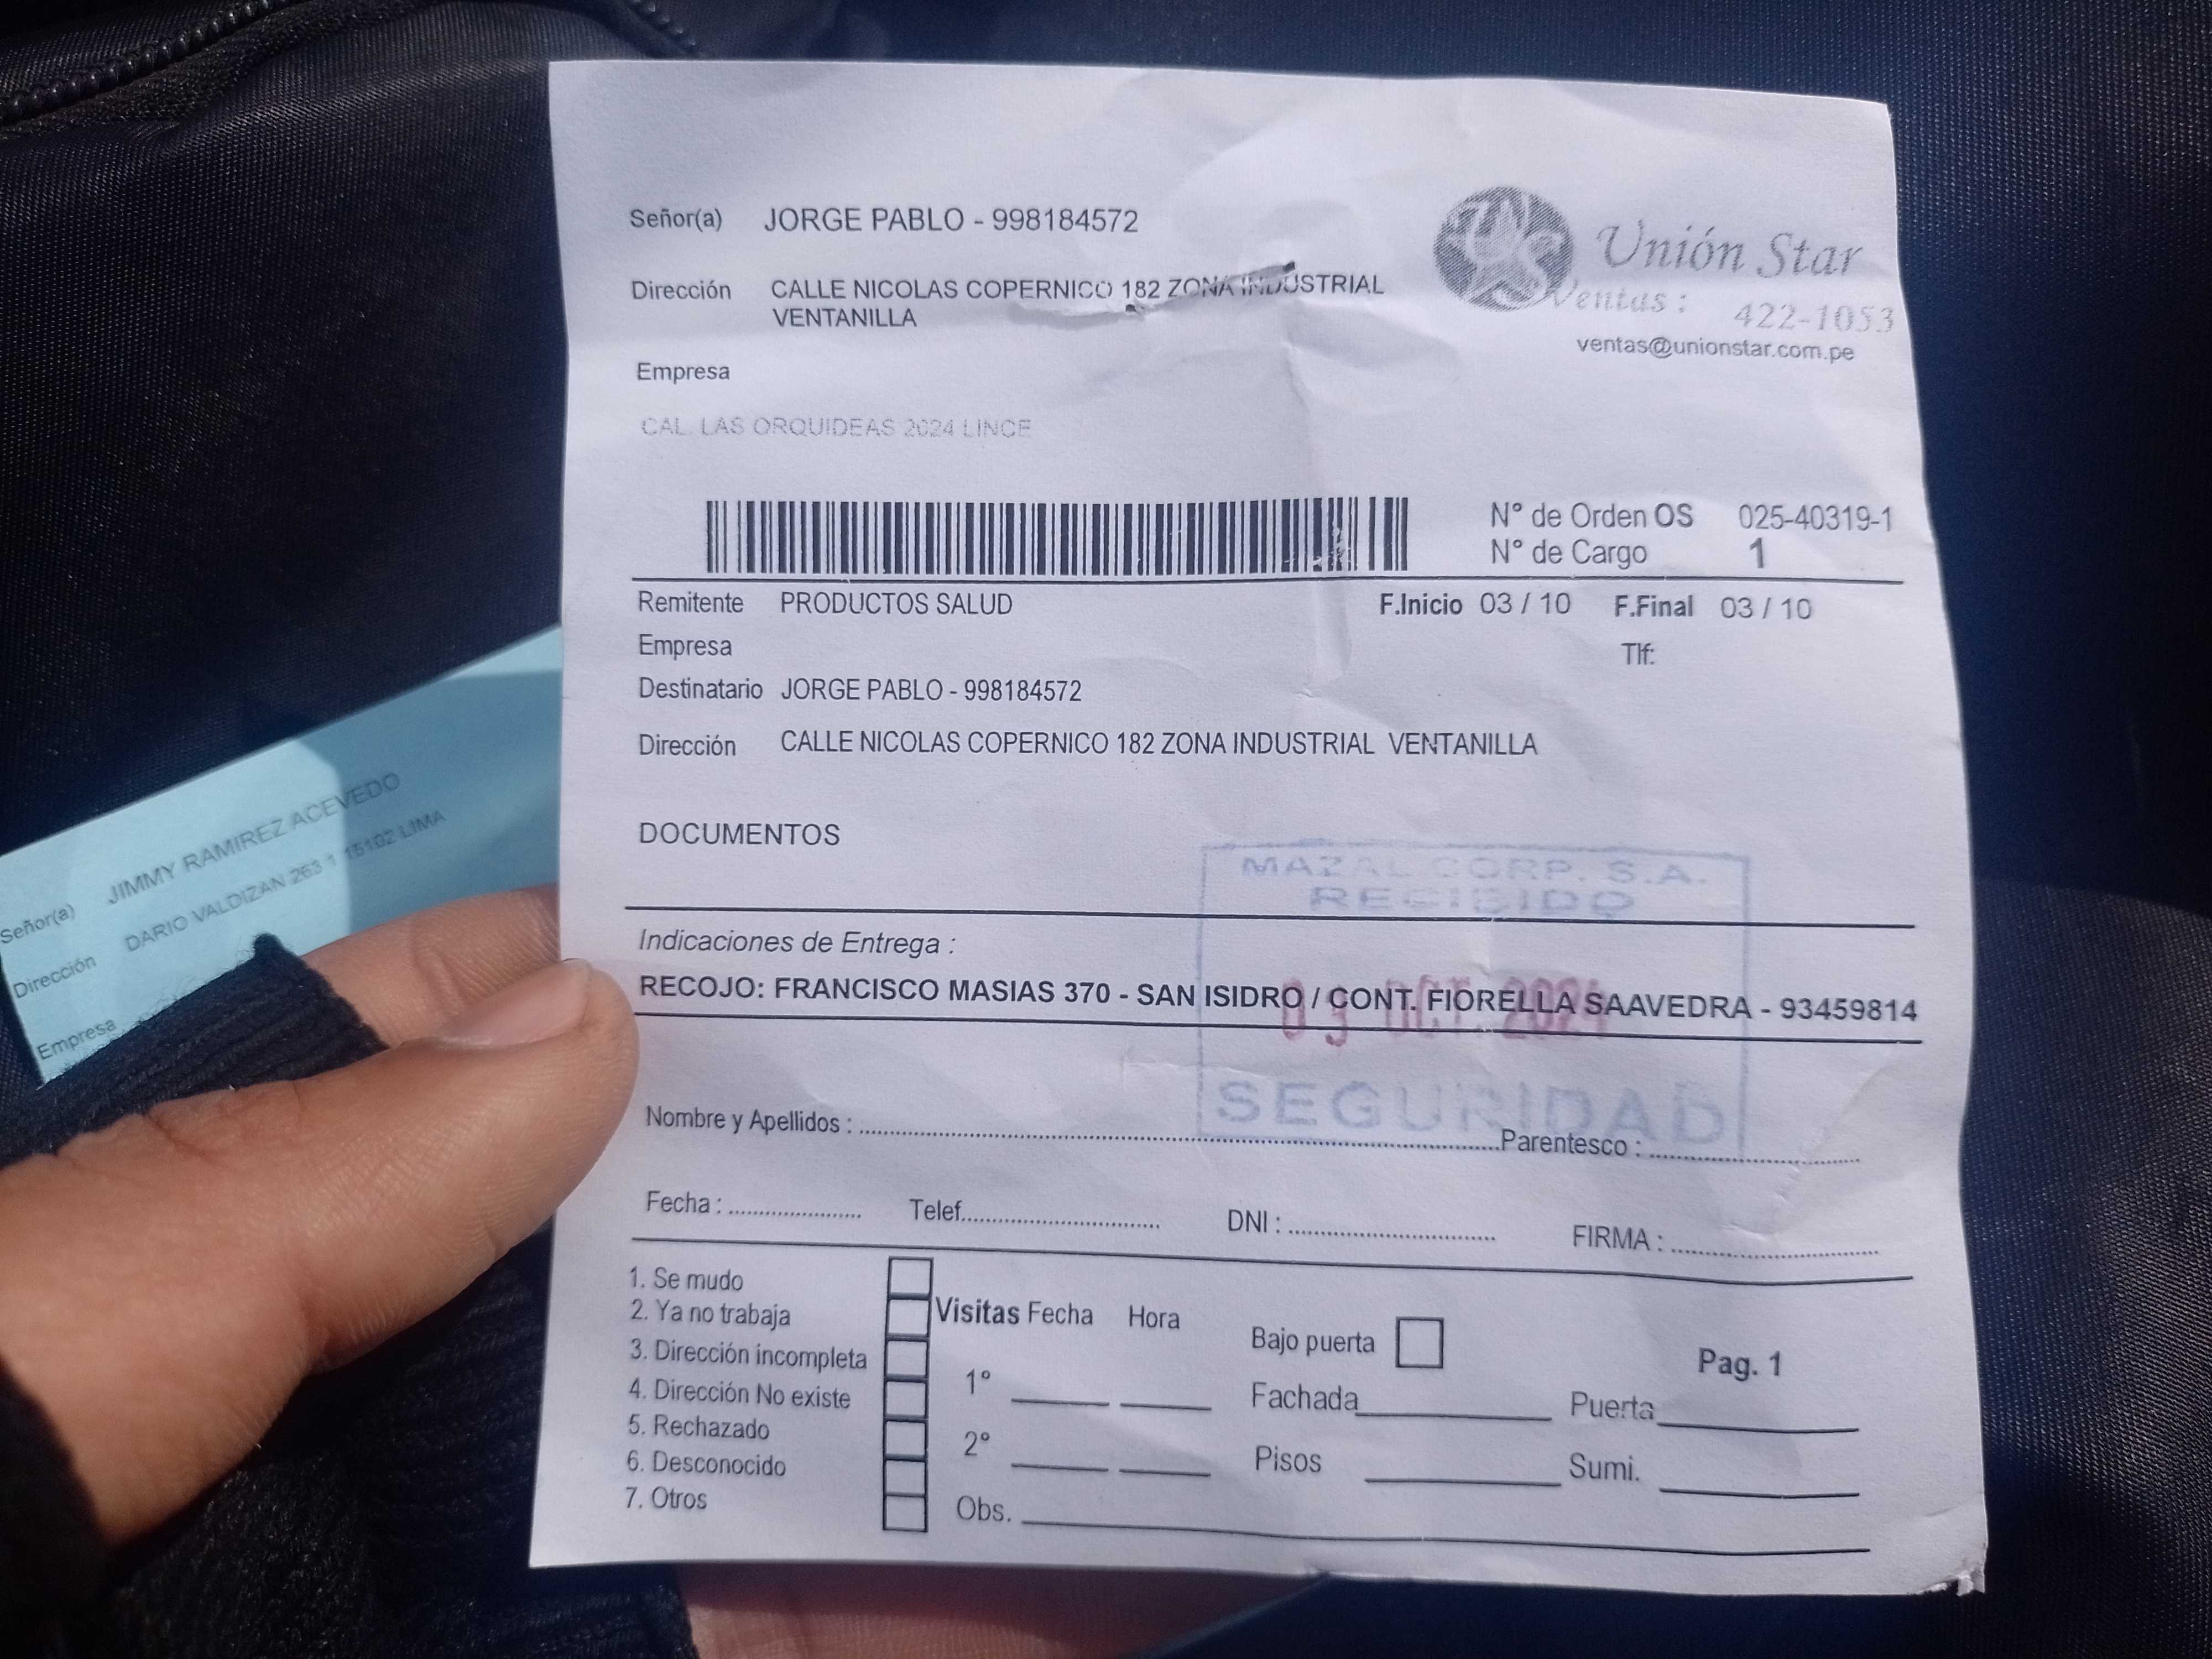 Señor(a) JORGE PABLO - 998184572
Dirección CALLE NICOLAS COPERNICO 182 ZONA INDUSTRIAL
VENTANILLA
Unión Star
Ventas : 422-1053
ventas@unionstar.com.pe
Empresa
CAL. LAS ORQUIDEAS 2024 LINCE
N° de Orden OS 025-40319-1
N° de Cargo 1
Remitente PRODUCTOS SALUD F.Inicio 03 / 10 F.Final 03 / 10
Empresa Tlf:
Destinatario JORGE PABLO - 998184572
Dirección CALLE NICOLAS COPERNICO 182 ZONA INDUSTRIAL VENTANILLA
DOCUMENTOS
MAZAL CORP. S.A.
RECIBIDO
Indicaciones de Entrega :
RECOJO: FRANCISCO MASIAS 370 - SAN ISIDRO / CONT. FIORELLA SAAVEDRA - 93459814
03 OCT. 2024
SEGURIDAD
Nombre y Apellidos : Parentesco :
Fecha : Telef. DNI : FIRMA :
1. Se mudo
2. Ya no trabaja
3. Dirección incompleta
4. Dirección No existe
5. Rechazado
6. Desconocido
7. Otros
Visitas Fecha Hora
1°
2°
Obs.
Bajo puerta
Pag. 1
Fachada Puerta
Pisos Sumi.
Señor(a) JIMMY RAMIREZ ACEVEDO
Dirección DARIO VALDIZAN 263 1 15102 LIMA
Empresa